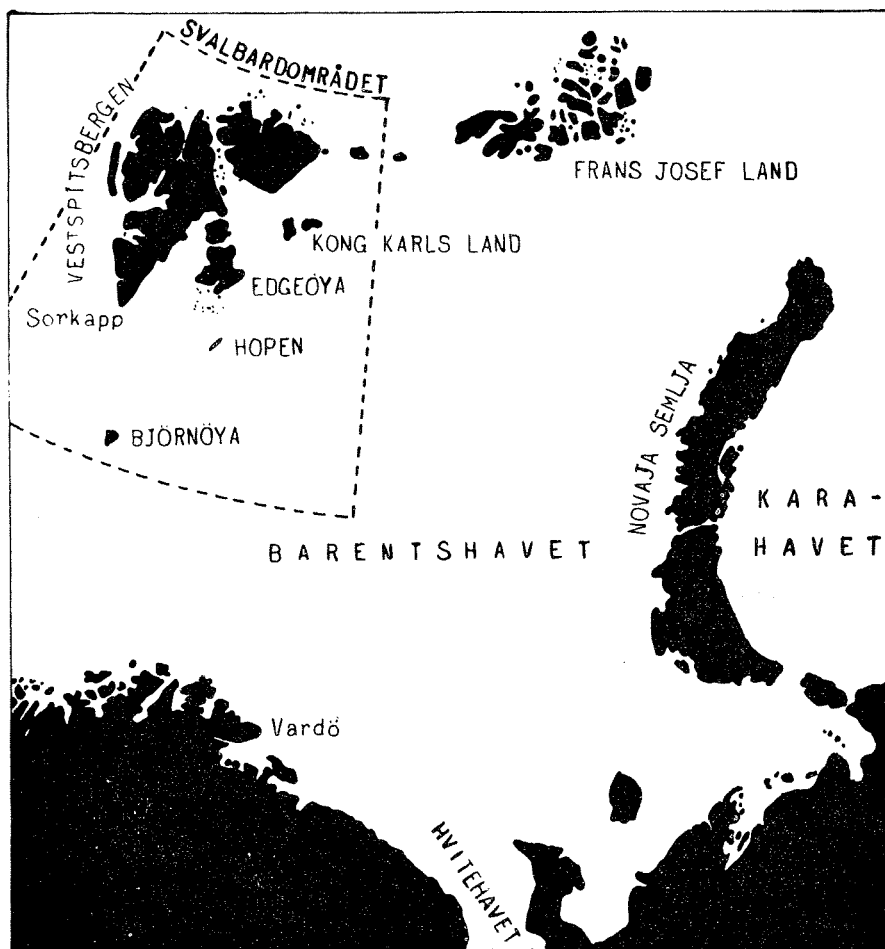 SVALBARDOMRÅDET
VESTSPITSBERGEN
FRANS JOSEF LAND
KONG KARLS LAND
EDGEÖYA
Sorkapp
HOPEN
BJÖRNÖYA
NOVAJA SEMLJA
KARA-
HAVET
BARENTSHAVET
Vardö
HVITEHAVET